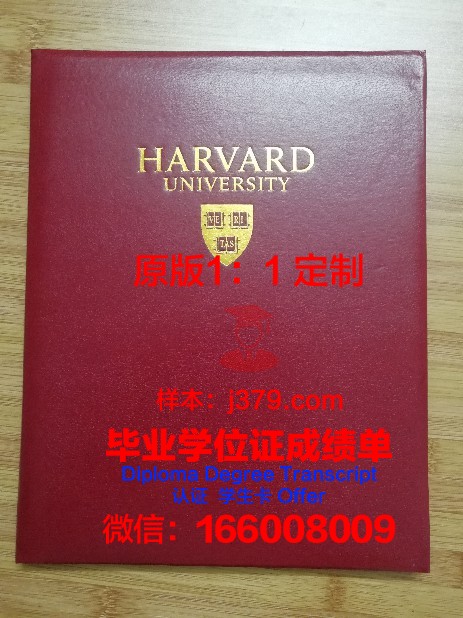 HARVARD
UNIVERSITY
VE RI
TAS
原版1：1 定制
样本：j379.com
毕业学位证成绩单
Diploma Degree Transcript
认证 学生卡 Offer
微信：166008009